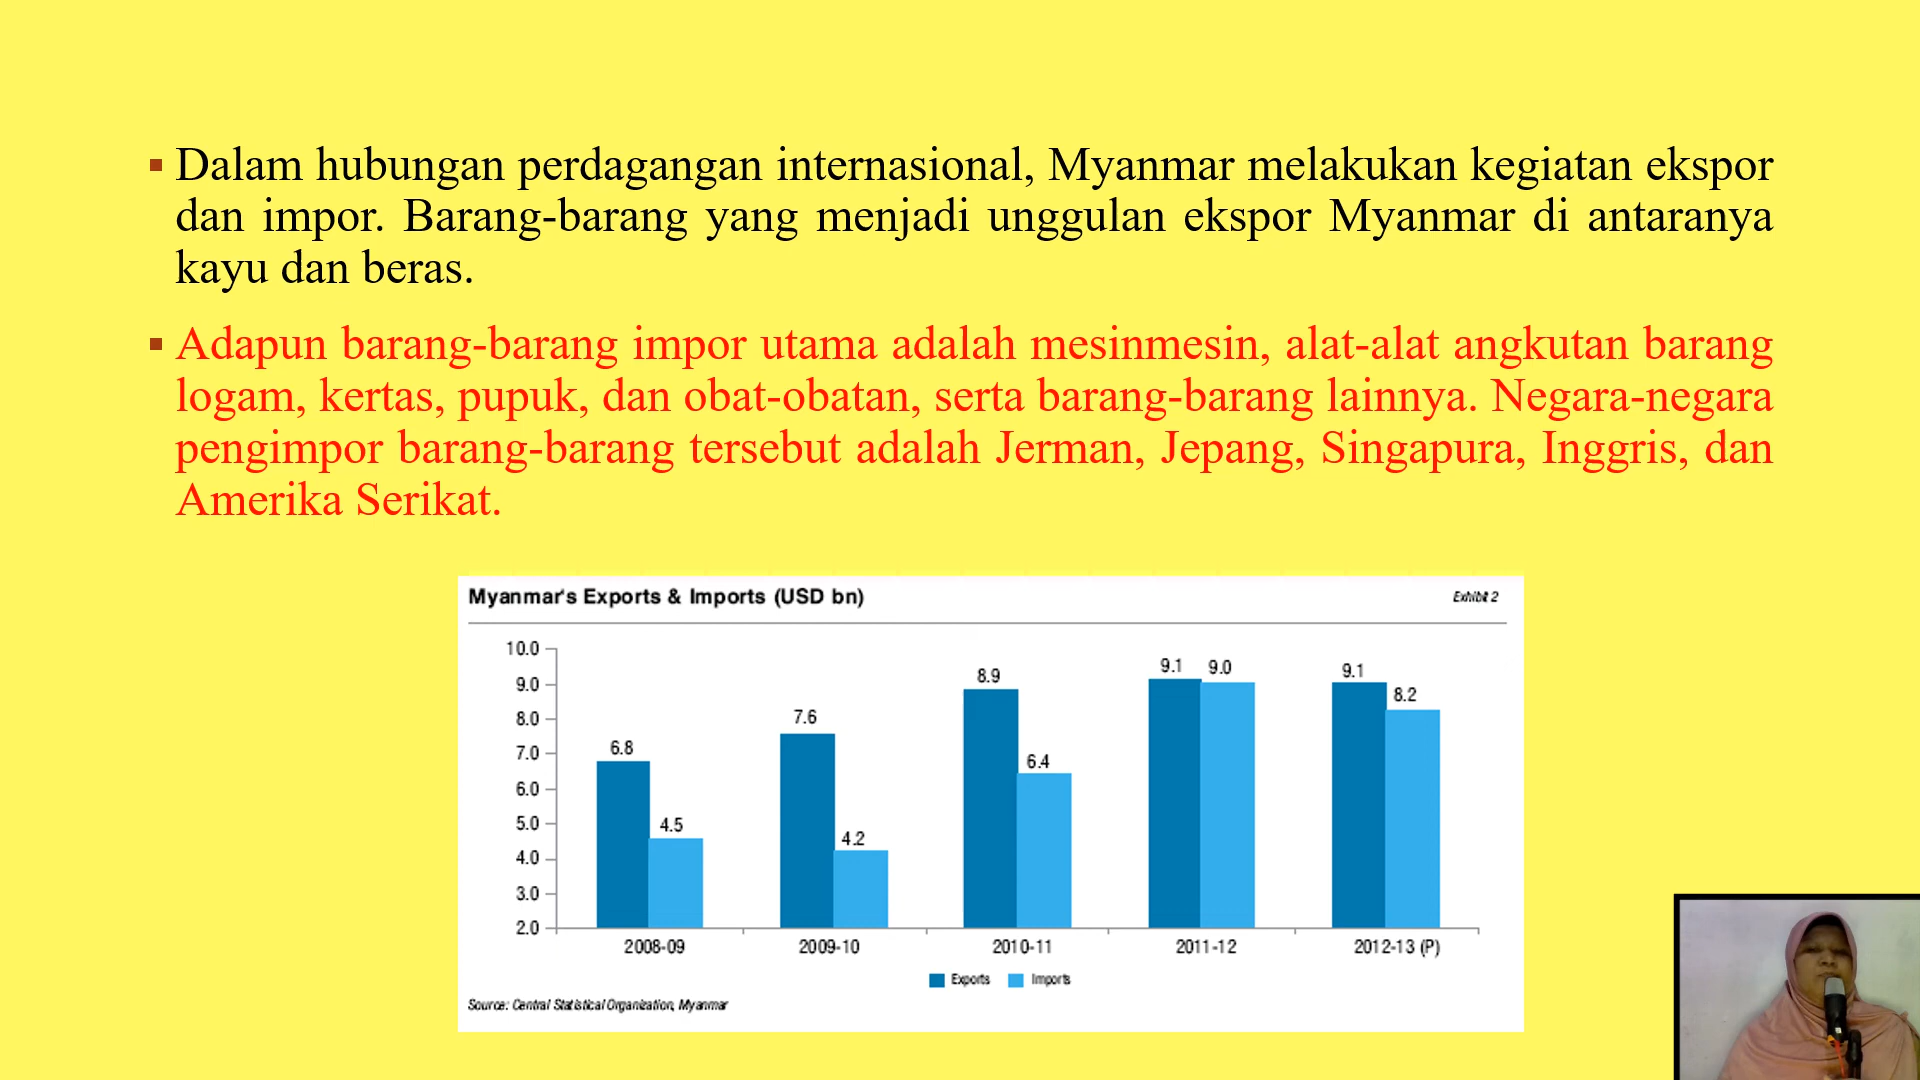 Dalam hubungan perdagangan internasional, Myanmar melakukan kegiatan ekspor
dan impor. Barang-barang yang menjadi unggulan ekspor Myanmar di antaranya
kayu dan beras.
Adapun barang-barang impor utama adalah mesinmesin, alat-alat angkutan barang
logam, kertas, pupuk, dan obat-obatan, serta barang-barang lainnya. Negara-negara
pengimpor barang-barang tersebut adalah Jerman, Jepang, Singapura, Inggris, dan
Amerika Serikat.
Myanmar's Exports & Imports (USD bn)
Exhibit 2
10.0
9.0
8.0
7.0
6.0
5.0
4.0
3.0
2.0
6.8
4.5
7.6
4.2
8.9
6.4
9.1
9.0
9.1
8.2
2008-09
2009-10
2010-11
2011-12
2012-13 (P)
Exports
Imports
Source: Central Statistical Organization, Myanmar